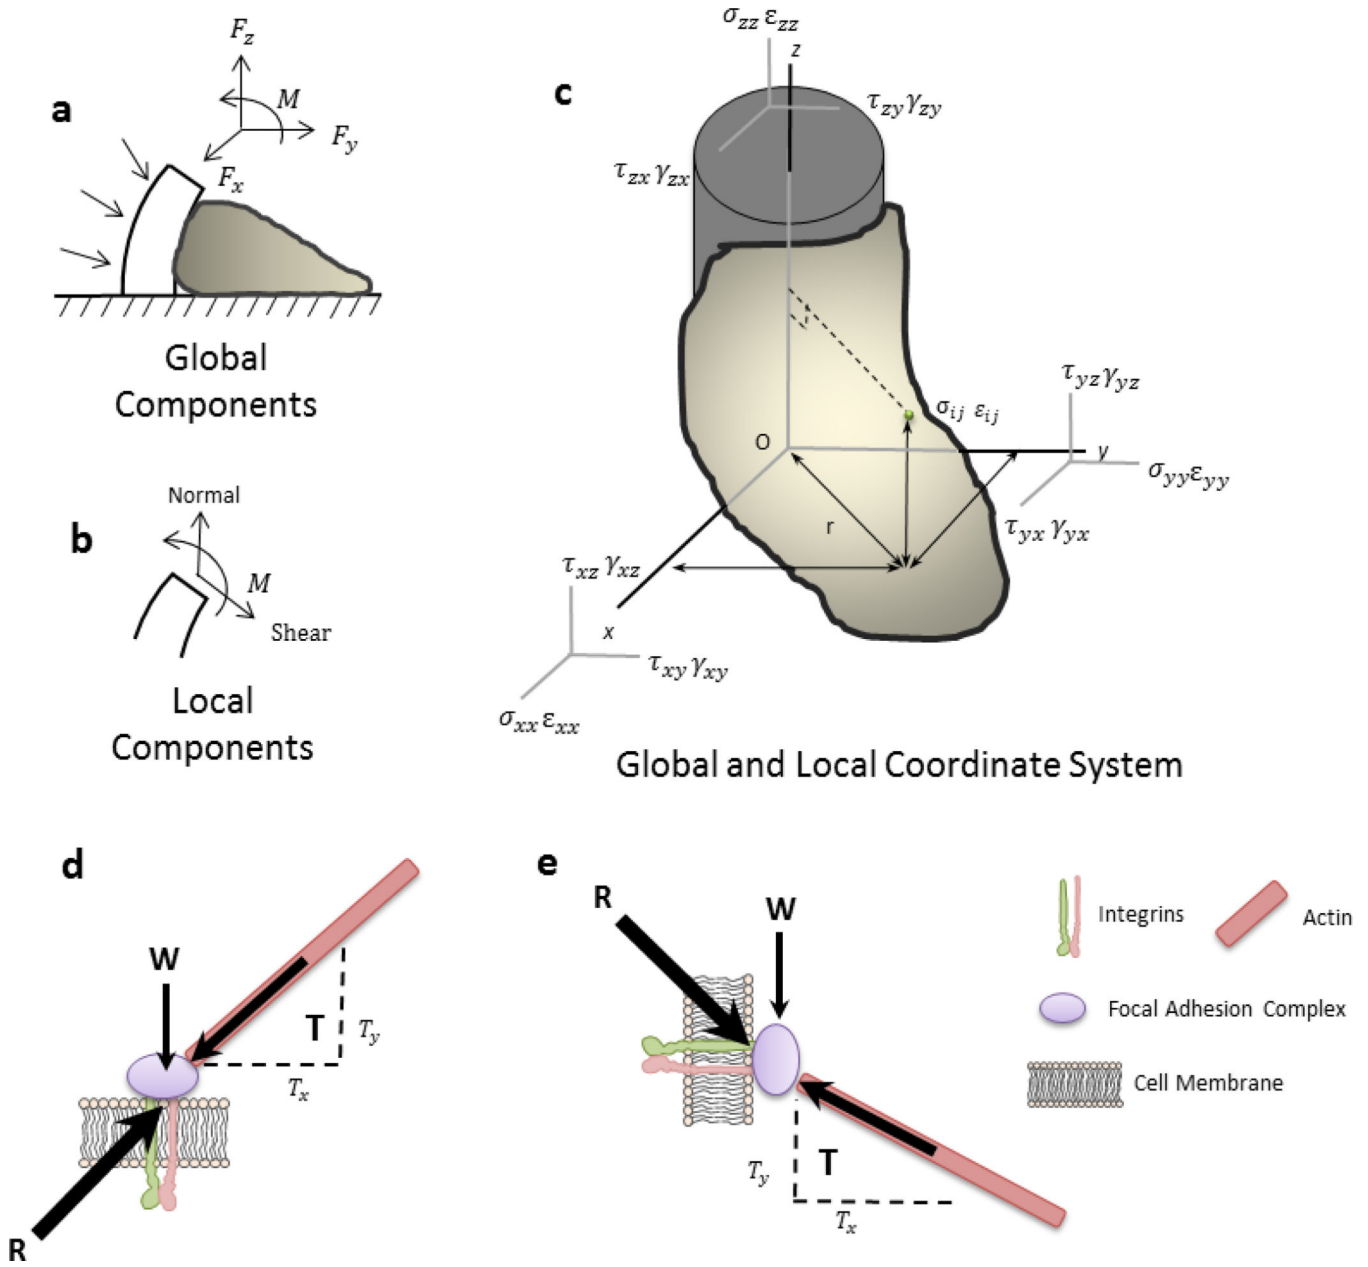 a
F_z
M
F_y
F_x
Global
Components
b
Normal
M
Shear
Local
Components
c
σ_zz ε_zz
z
τ_zy γ_zy
τ_zx γ_zx
τ_yz γ_yz
σ_ij ε_ij
O
y
σ_yy ε_yy
r
τ_yx γ_yx
τ_xz γ_xz
x
τ_xy γ_xy
σ_xx ε_xx
Global and Local Coordinate System
d
W
T
T_y
T_x
R
e
R
W
T_y
T
T_x
Integrins
Actin
Focal Adhesion Complex
Cell Membrane